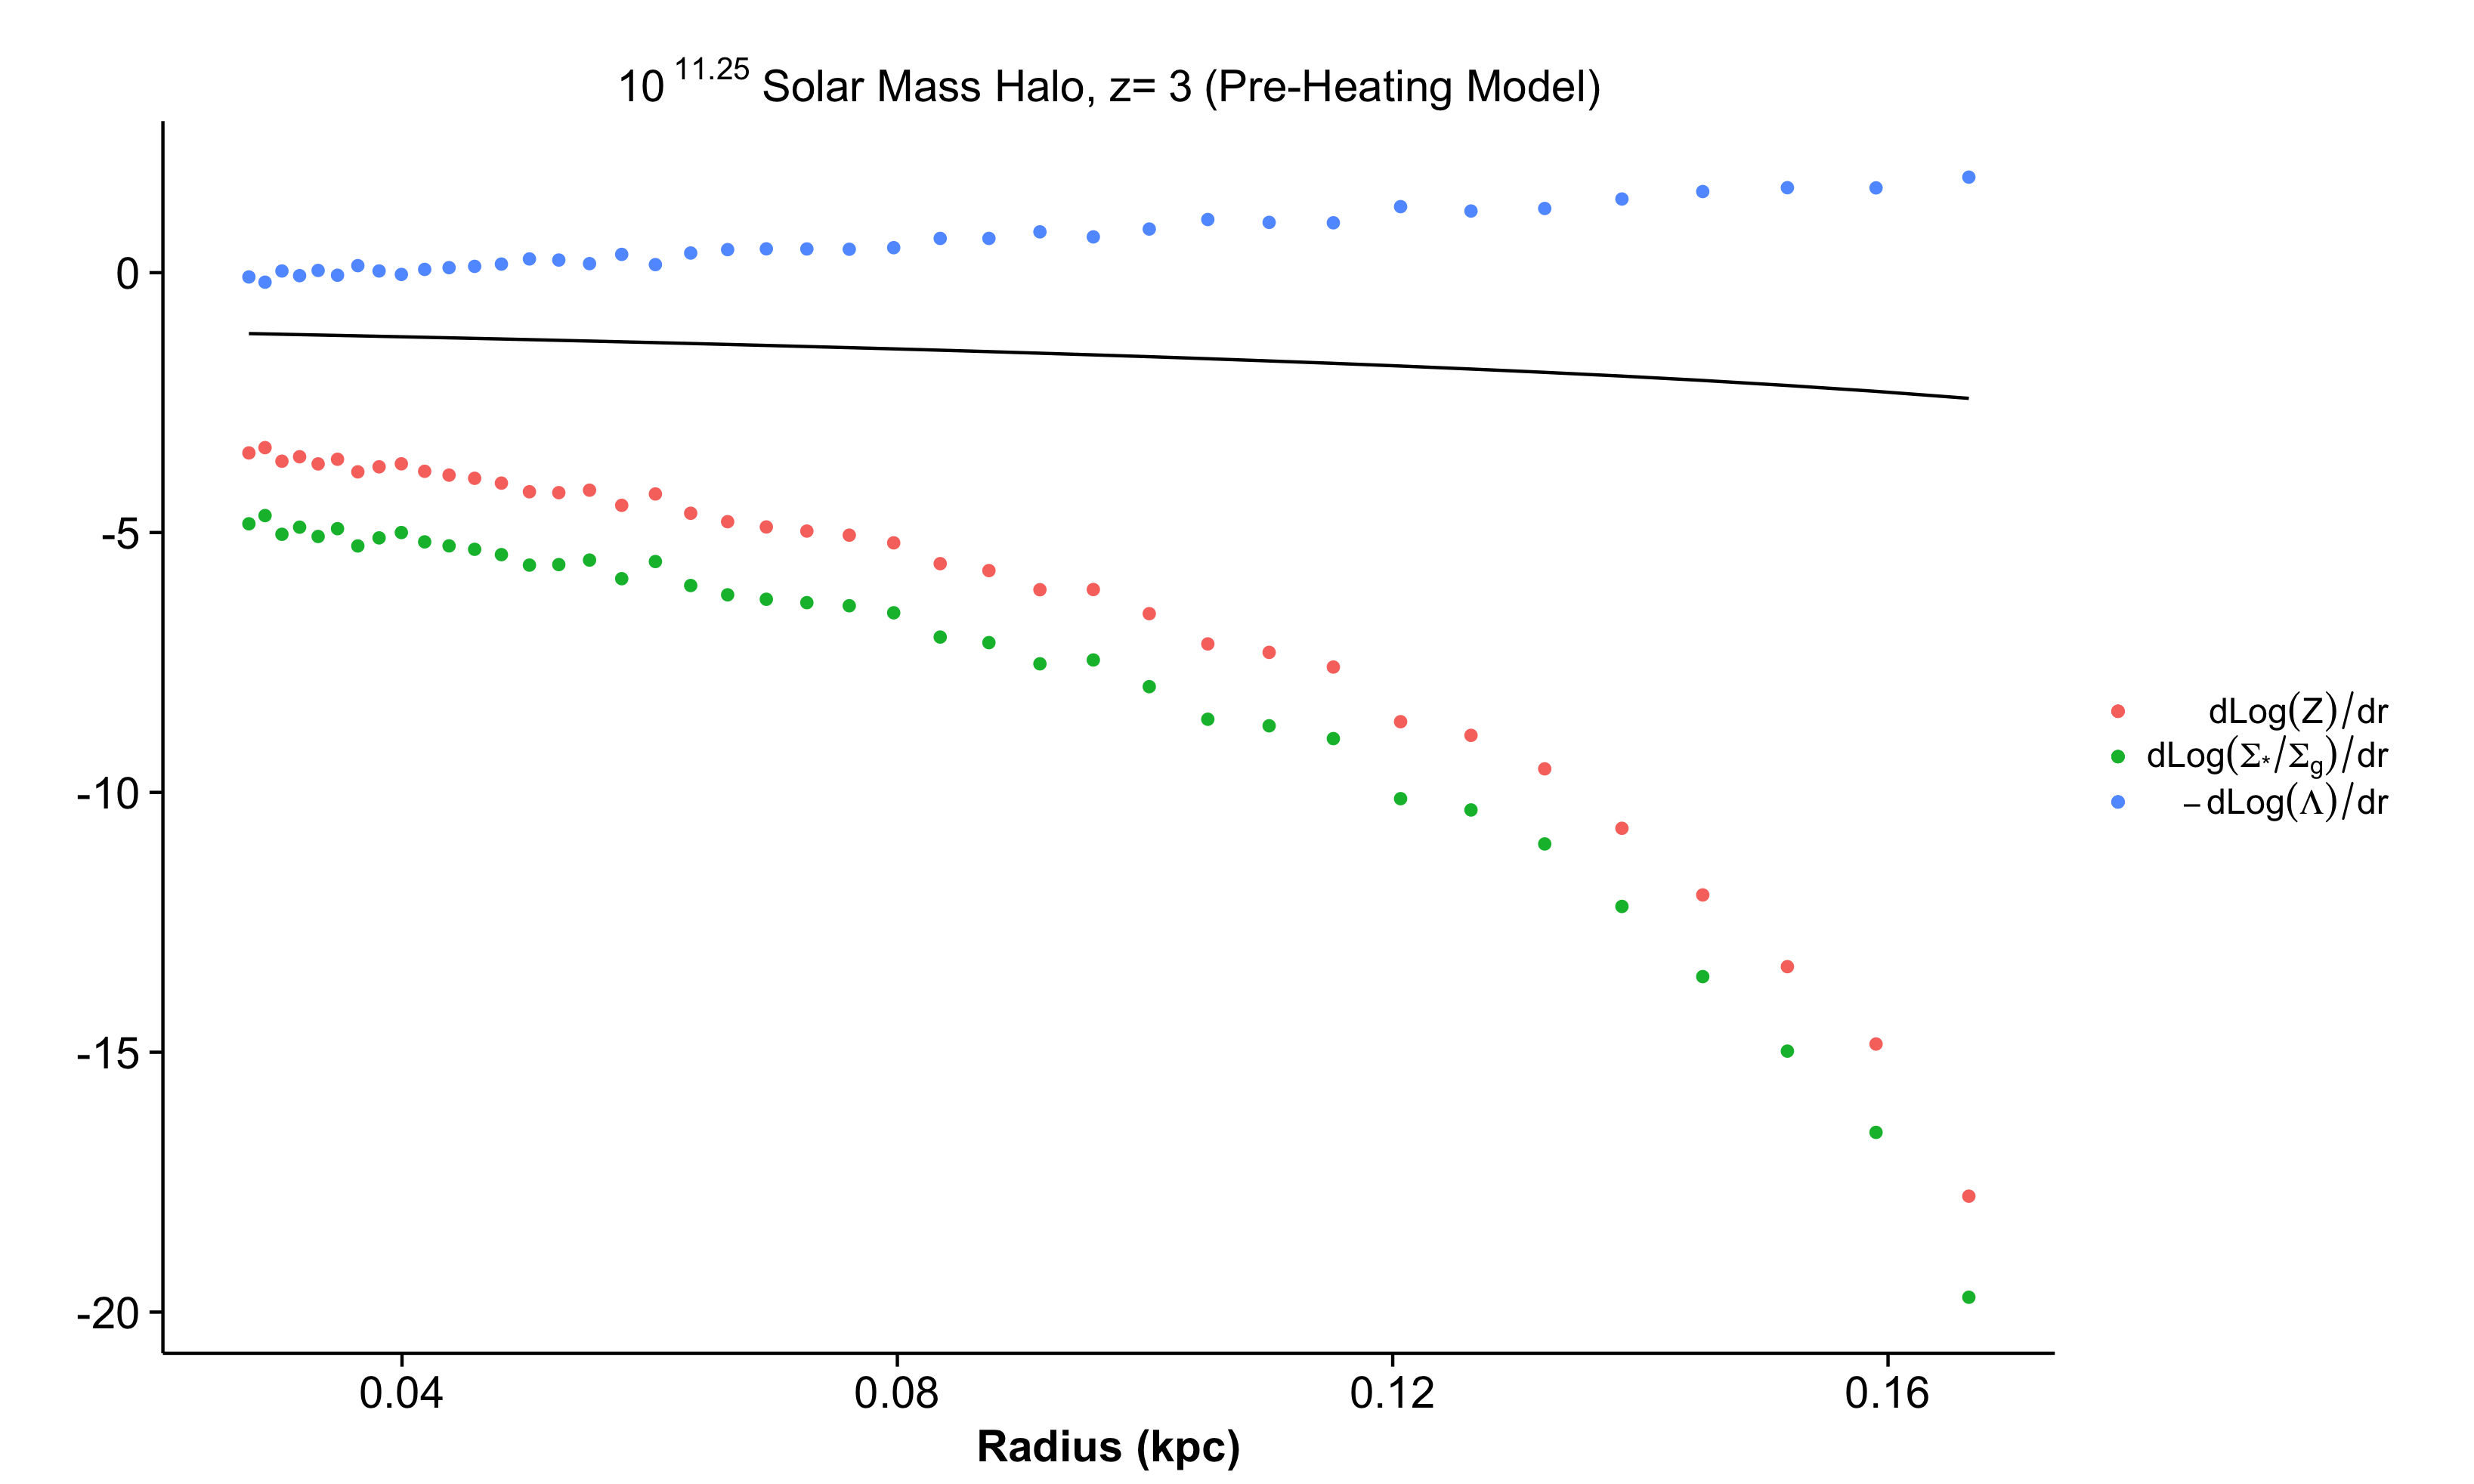 10^11.25 Solar Mass Halo, z= 3 (Pre-Heating Model)
0
-5
-10
-15
-20
0.04 0.08 0.12 0.16
Radius (kpc)
dLog(Z)/dr
dLog(Σ*/Σg)/dr
– dLog(Λ)/dr